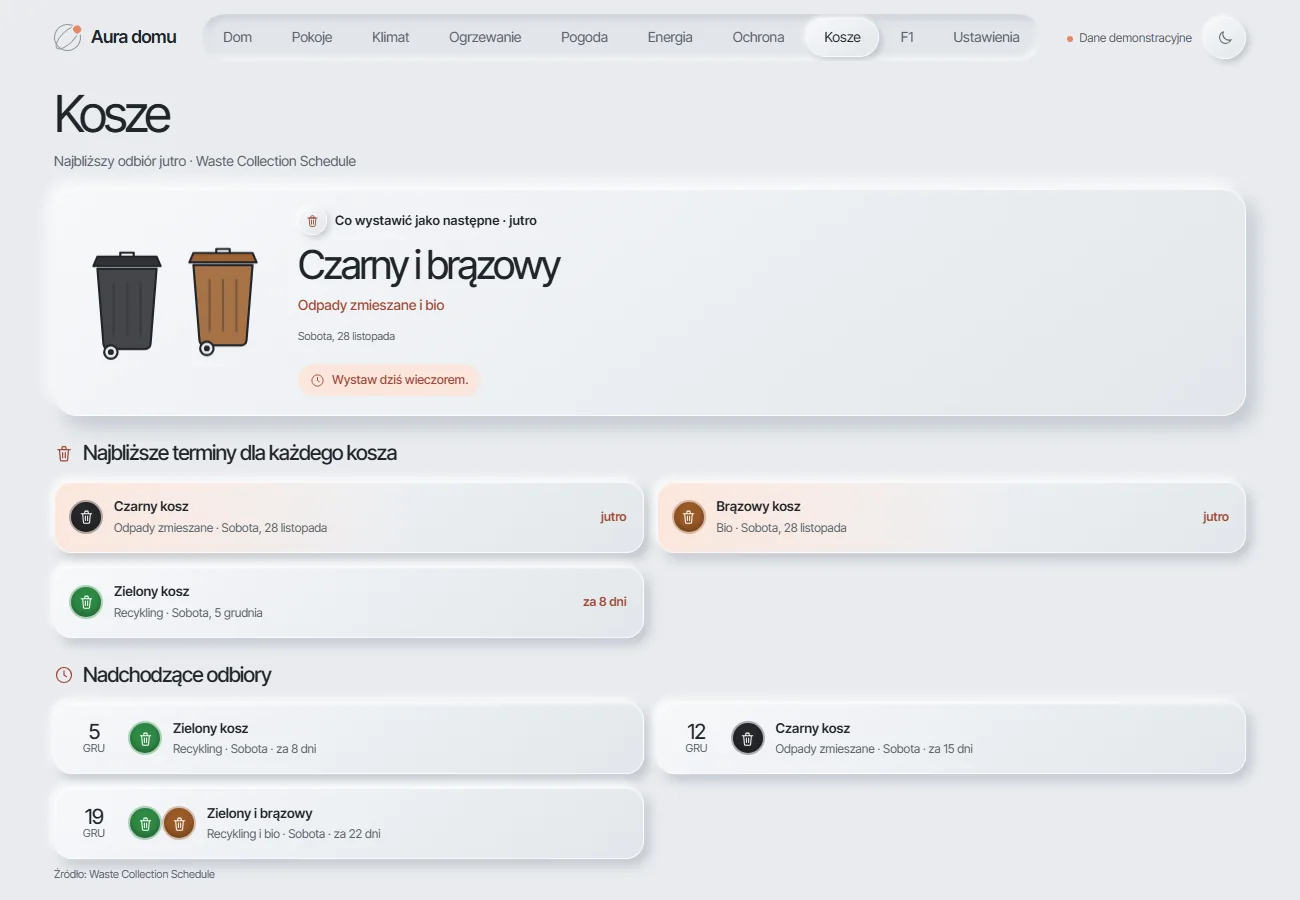 Aura domu
Dom
Pokoje
Klimat
Ogrzewanie
Pogoda
Energia
Ochrona
Kosze
F1
Ustawienia
Dane demonstracyjne
Kosze
Najbliższy odbiór jutro · Waste Collection Schedule
Co wystawić jako następne · jutro
Czarny i brązowy
Odpady zmieszane i bio
Sobota, 28 listopada
Wystaw dziś wieczorem.
Najbliższe terminy dla każdego kosza
Czarny kosz
Odpady zmieszane · Sobota, 28 listopada
jutro
Brązowy kosz
Bio · Sobota, 28 listopada
jutro
Zielony kosz
Recykling · Sobota, 5 grudnia
za 8 dni
Nadchodzące odbiory
5
GRU
Zielony kosz
Recykling · Sobota · za 8 dni
12
GRU
Czarny kosz
Odpady zmieszane · Sobota · za 15 dni
19
GRU
Zielony i brązowy
Recykling i bio · Sobota · za 22 dni
Źródło: Waste Collection Schedule